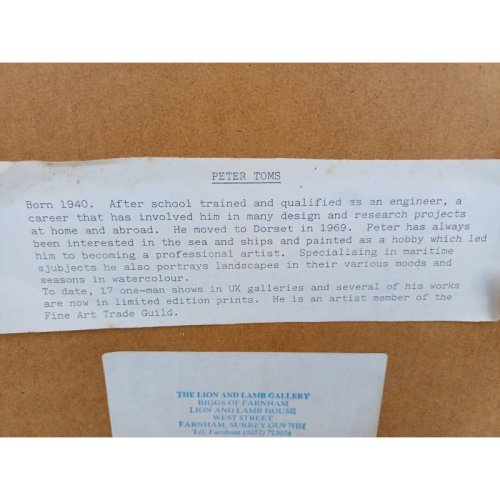 PETER TOMS
Born 1940. After school trained and qualified as an engineer, a
career that has involved him in many design and research projects
at home and abroad. He moved to Dorset in 1969. Peter has always
been interested in the sea and ships and painted as a hobby which led
him to becoming a professional artist. Specialising in maritime
sjubjects he also portrays landscapes in their various moods and
seasons in watercolour.
To date, 17 one-man shows in UK galleries and several of his works
are now in limited edition prints. He is an artist member of the
Fine Art Trade Guild.
THE LION AND LAMB GALLERY
BIGGS OF FARNHAM
LION AND LAMB HOUSE
WEST STREET
FARNHAM, SURREY GU9 7HH
Tel: Farnham (0252)